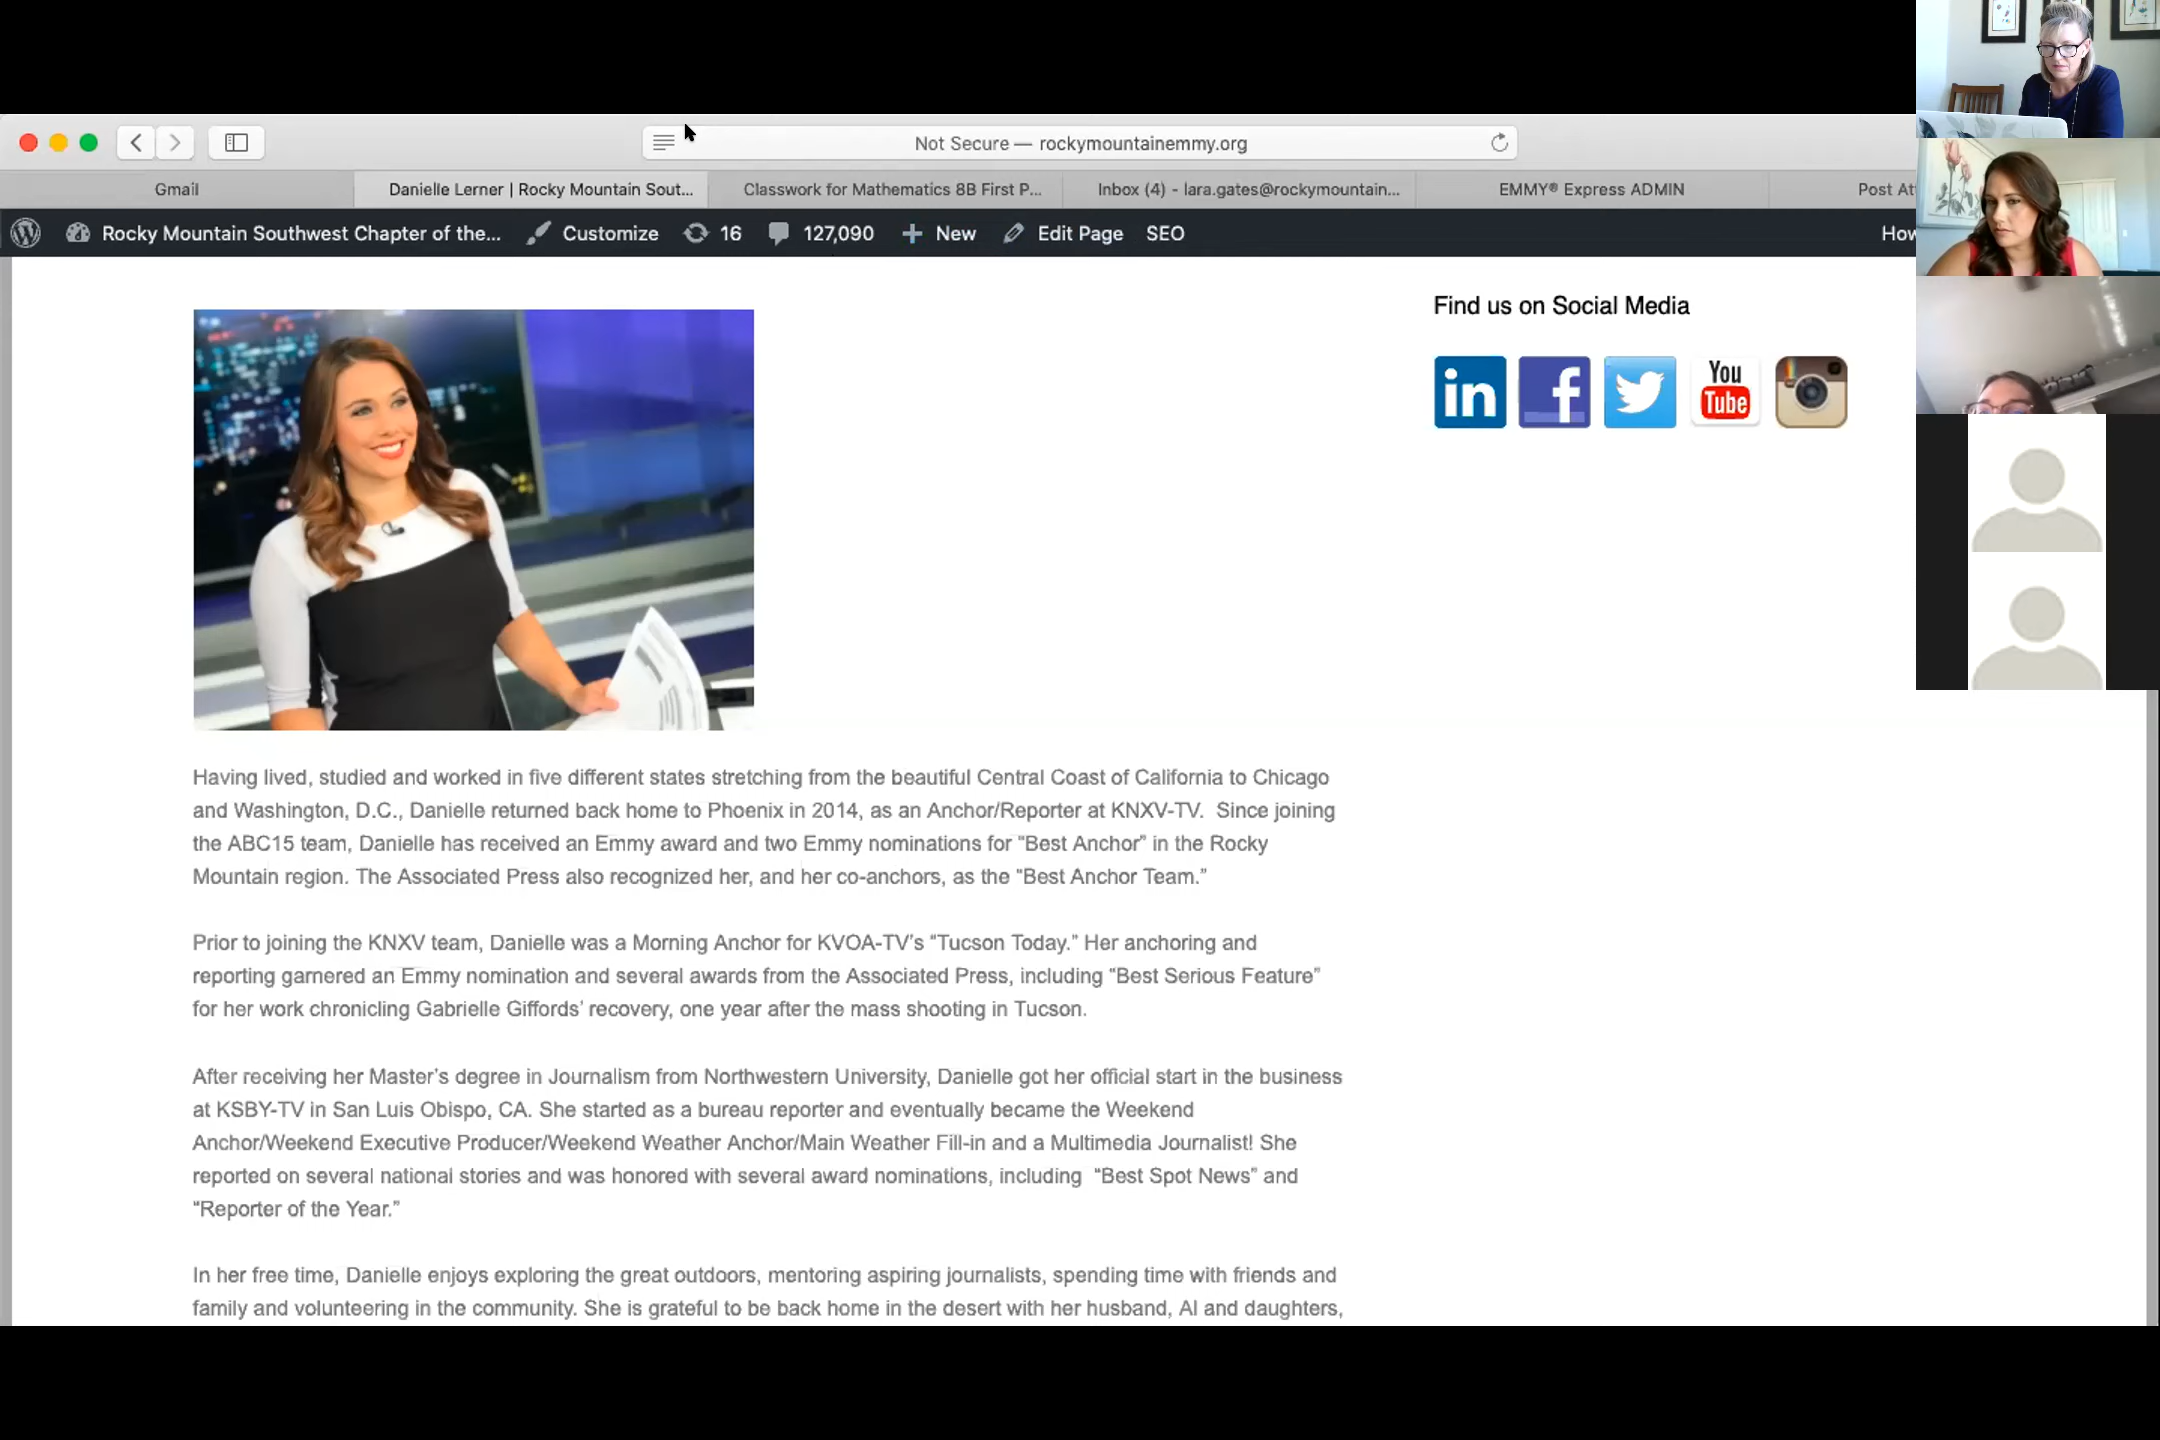 Not Secure — rockymountainemmy.org
Gmail
Danielle Lerner | Rocky Mountain Sout...
Classwork for Mathematics 8B First P...
Inbox (4) - lara.gates@rockymountain...
EMMY® Express ADMIN
Post At
Rocky Mountain Southwest Chapter of the... Customize 16 127,090 New Edit Page SEO How
Find us on Social Media
in f You Tube
Having lived, studied and worked in five different states stretching from the beautiful Central Coast of California to Chicago
and Washington, D.C., Danielle returned back home to Phoenix in 2014, as an Anchor/Reporter at KNXV-TV.  Since joining
the ABC15 team, Danielle has received an Emmy award and two Emmy nominations for “Best Anchor” in the Rocky
Mountain region. The Associated Press also recognized her, and her co-anchors, as the “Best Anchor Team.”
Prior to joining the KNXV team, Danielle was a Morning Anchor for KVOA-TV’s “Tucson Today.” Her anchoring and
reporting garnered an Emmy nomination and several awards from the Associated Press, including “Best Serious Feature”
for her work chronicling Gabrielle Giffords’ recovery, one year after the mass shooting in Tucson.
After receiving her Master’s degree in Journalism from Northwestern University, Danielle got her official start in the business
at KSBY-TV in San Luis Obispo, CA. She started as a bureau reporter and eventually became the Weekend
Anchor/Weekend Executive Producer/Weekend Weather Anchor/Main Weather Fill-in and a Multimedia Journalist! She
reported on several national stories and was honored with several award nominations, including  “Best Spot News” and
“Reporter of the Year.”
In her free time, Danielle enjoys exploring the great outdoors, mentoring aspiring journalists, spending time with friends and
family and volunteering in the community. She is grateful to be back home in the desert with her husband, Al and daughters,